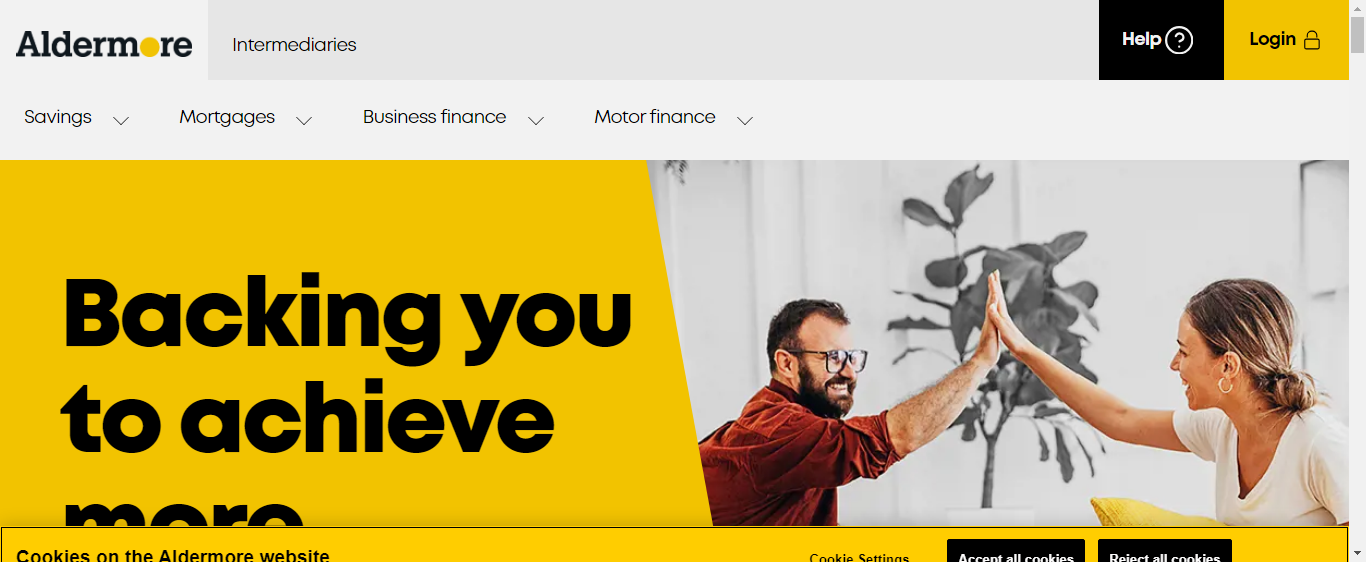 Aldermore
Intermediaries
Help ?
Login
Savings
Mortgages
Business finance
Motor finance
Backing you
to achieve
more
Cookies on the Aldermore website
Cookie Settings
Accept all cookies
Reject all cookies